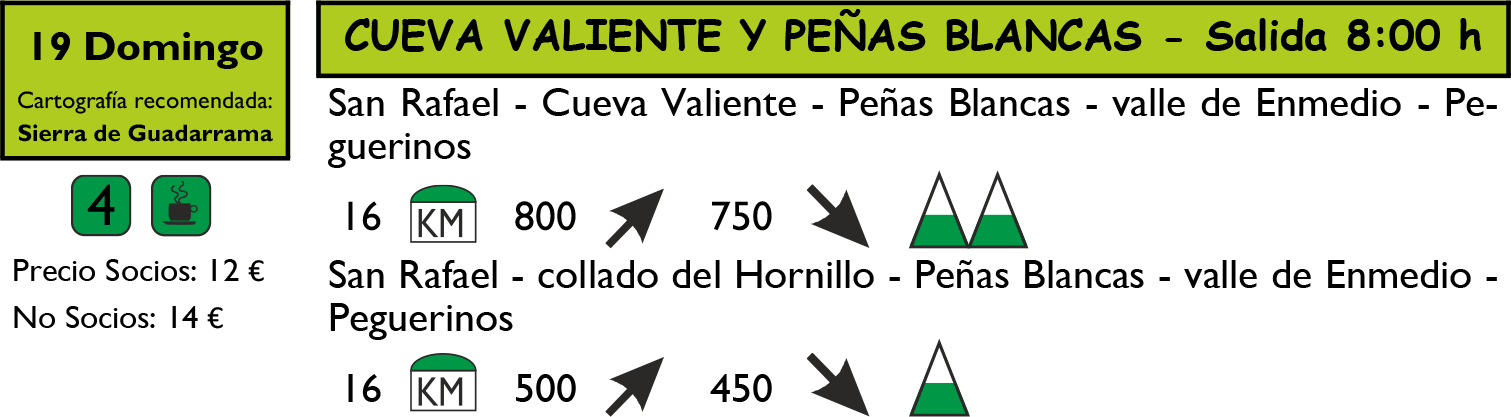 19 Domingo
Cartografía recomendada:
Sierra de Guadarrama
4
Precio Socios: 12 €
No Socios: 14 €
CUEVA VALIENTE Y PEÑAS BLANCAS - Salida 8:00 h
San Rafael - Cueva Valiente - Peñas Blancas - valle de Enmedio - Pe-
guerinos
16 KM 800 750
San Rafael - collado del Hornillo - Peñas Blancas - valle de Enmedio -
Peguerinos
16 KM 500 450